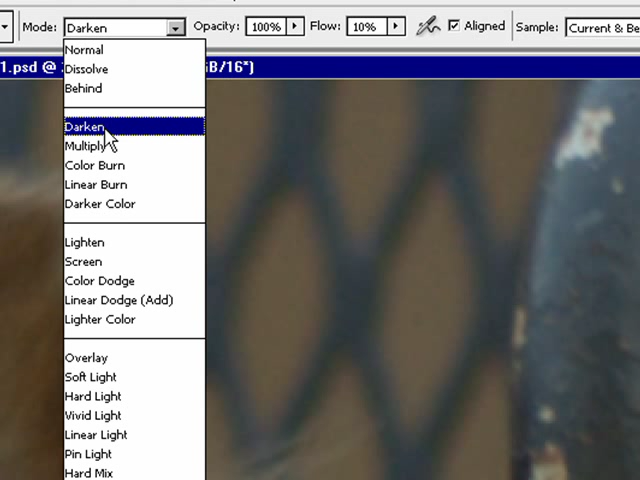 Mode: Darken Opacity: 100% Flow: 10% Aligned Sample: Current & Be
1.psd @ GB/16*)
Normal
Dissolve
Behind
Darken
Multiply
Color Burn
Linear Burn
Darker Color
Lighten
Screen
Color Dodge
Linear Dodge (Add)
Lighter Color
Overlay
Soft Light
Hard Light
Vivid Light
Linear Light
Pin Light
Hard Mix